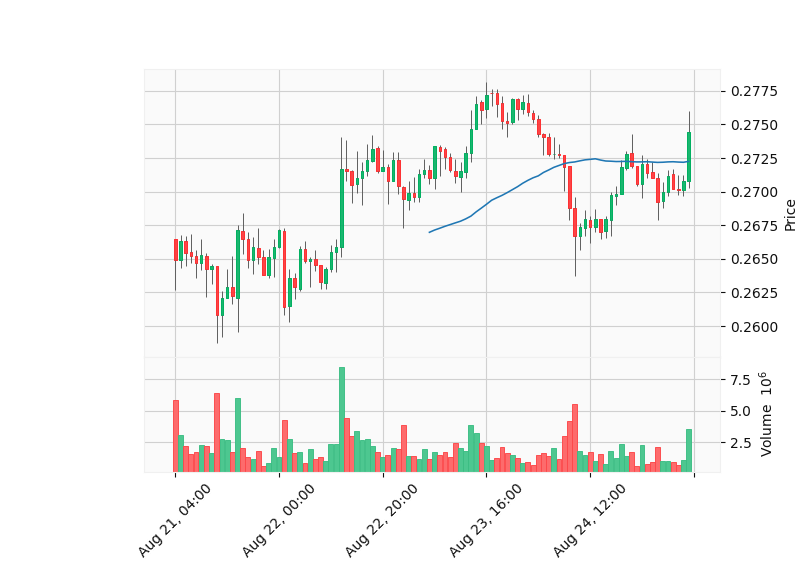 0.2775
0.2750
0.2725
0.2700
0.2675
0.2650
0.2625
0.2600
Price
7.5
5.0
2.5
Volume 10⁶
Aug 21, 04:00
Aug 22, 00:00
Aug 22, 20:00
Aug 23, 16:00
Aug 24, 12:00